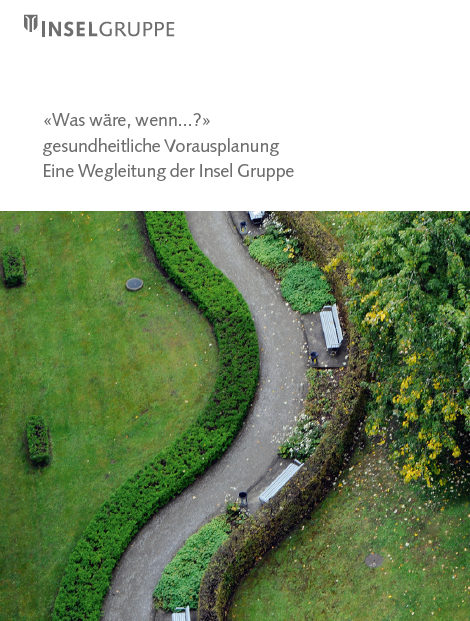 INSELGRUPPE
«Was wäre, wenn...?»
gesundheitliche Vorausplanung
Eine Wegleitung der Insel Gruppe